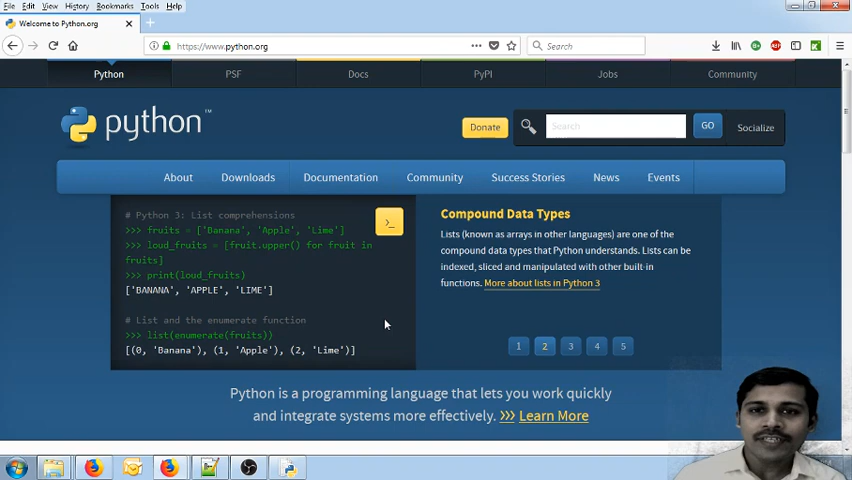 File Edit View History Bookmarks Tools Help
Welcome to Python.org
https://www.python.org
Search
Python PSF Docs PyPI Jobs Community
python™
Donate
Search
GO
Socialize
About Downloads Documentation Community Success Stories News Events
# Python 3: List comprehensions
>>> fruits = ['Banana', 'Apple', 'Lime']
>>> loud_fruits = [fruit.upper() for fruit in
fruits]
>>> print(loud_fruits)
['BANANA', 'APPLE', 'LIME']
# List and the enumerate function
>>> list(enumerate(fruits))
[(0, 'Banana'), (1, 'Apple'), (2, 'Lime')]
>_
Compound Data Types
Lists (known as arrays in other languages) are one of the
compound data types that Python understands. Lists can be
indexed, sliced and manipulated with other built-in
functions. More about lists in Python 3
1 2 3 4 5
Python is a programming language that lets you work quickly
and integrate systems more effectively. >>> Learn More